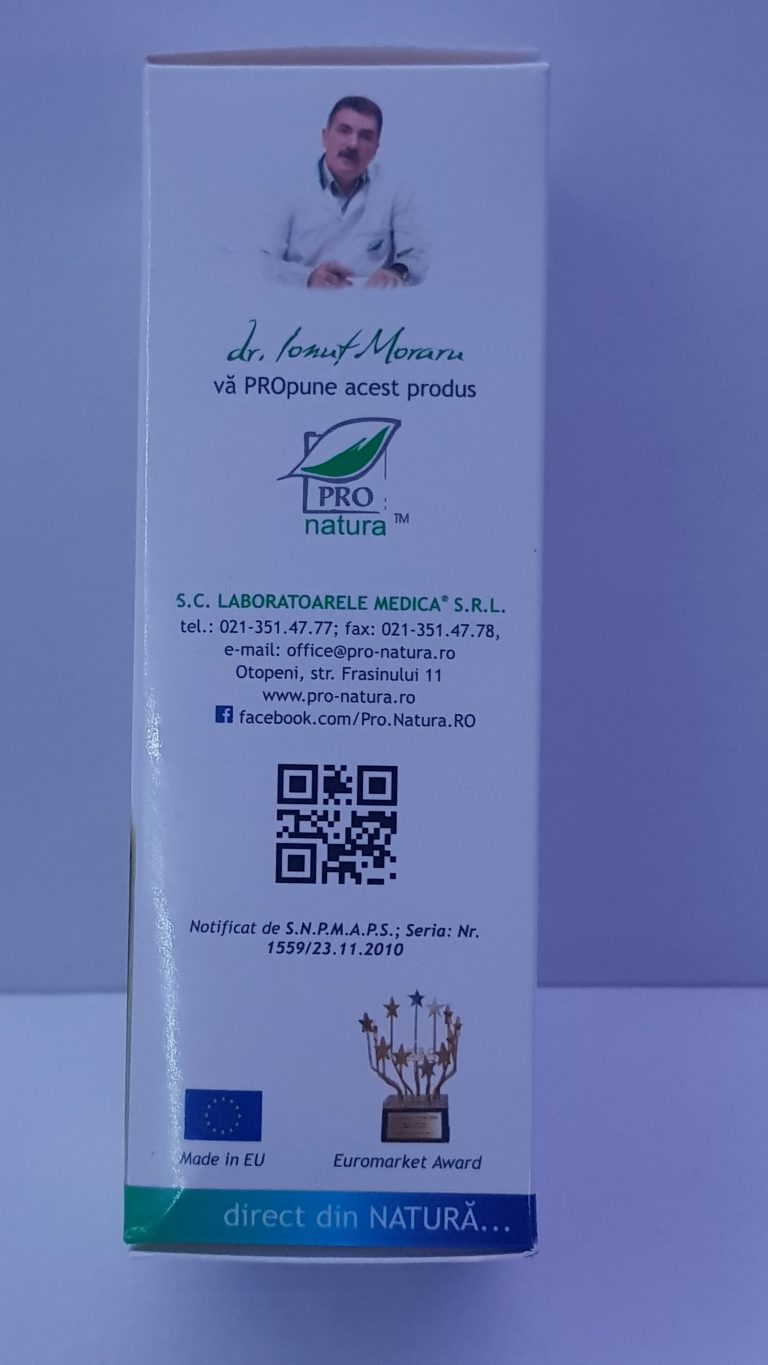 dr. Ionuț Moraru
vă PROpune acest produs
PRO
natura ™
S.C. LABORATOARELE MEDICA® S.R.L.
tel.: 021-351.47.77; fax: 021-351.47.78,
e-mail: office@pro-natura.ro
Otopeni, str. Frasinului 11
www.pro-natura.ro
f facebook.com/Pro.Natura.RO
Notificat de S.N.P.M.A.P.S.; Seria: Nr.
1559/23.11.2010
Made in EU
Euromarket Award
direct din NATURĂ...